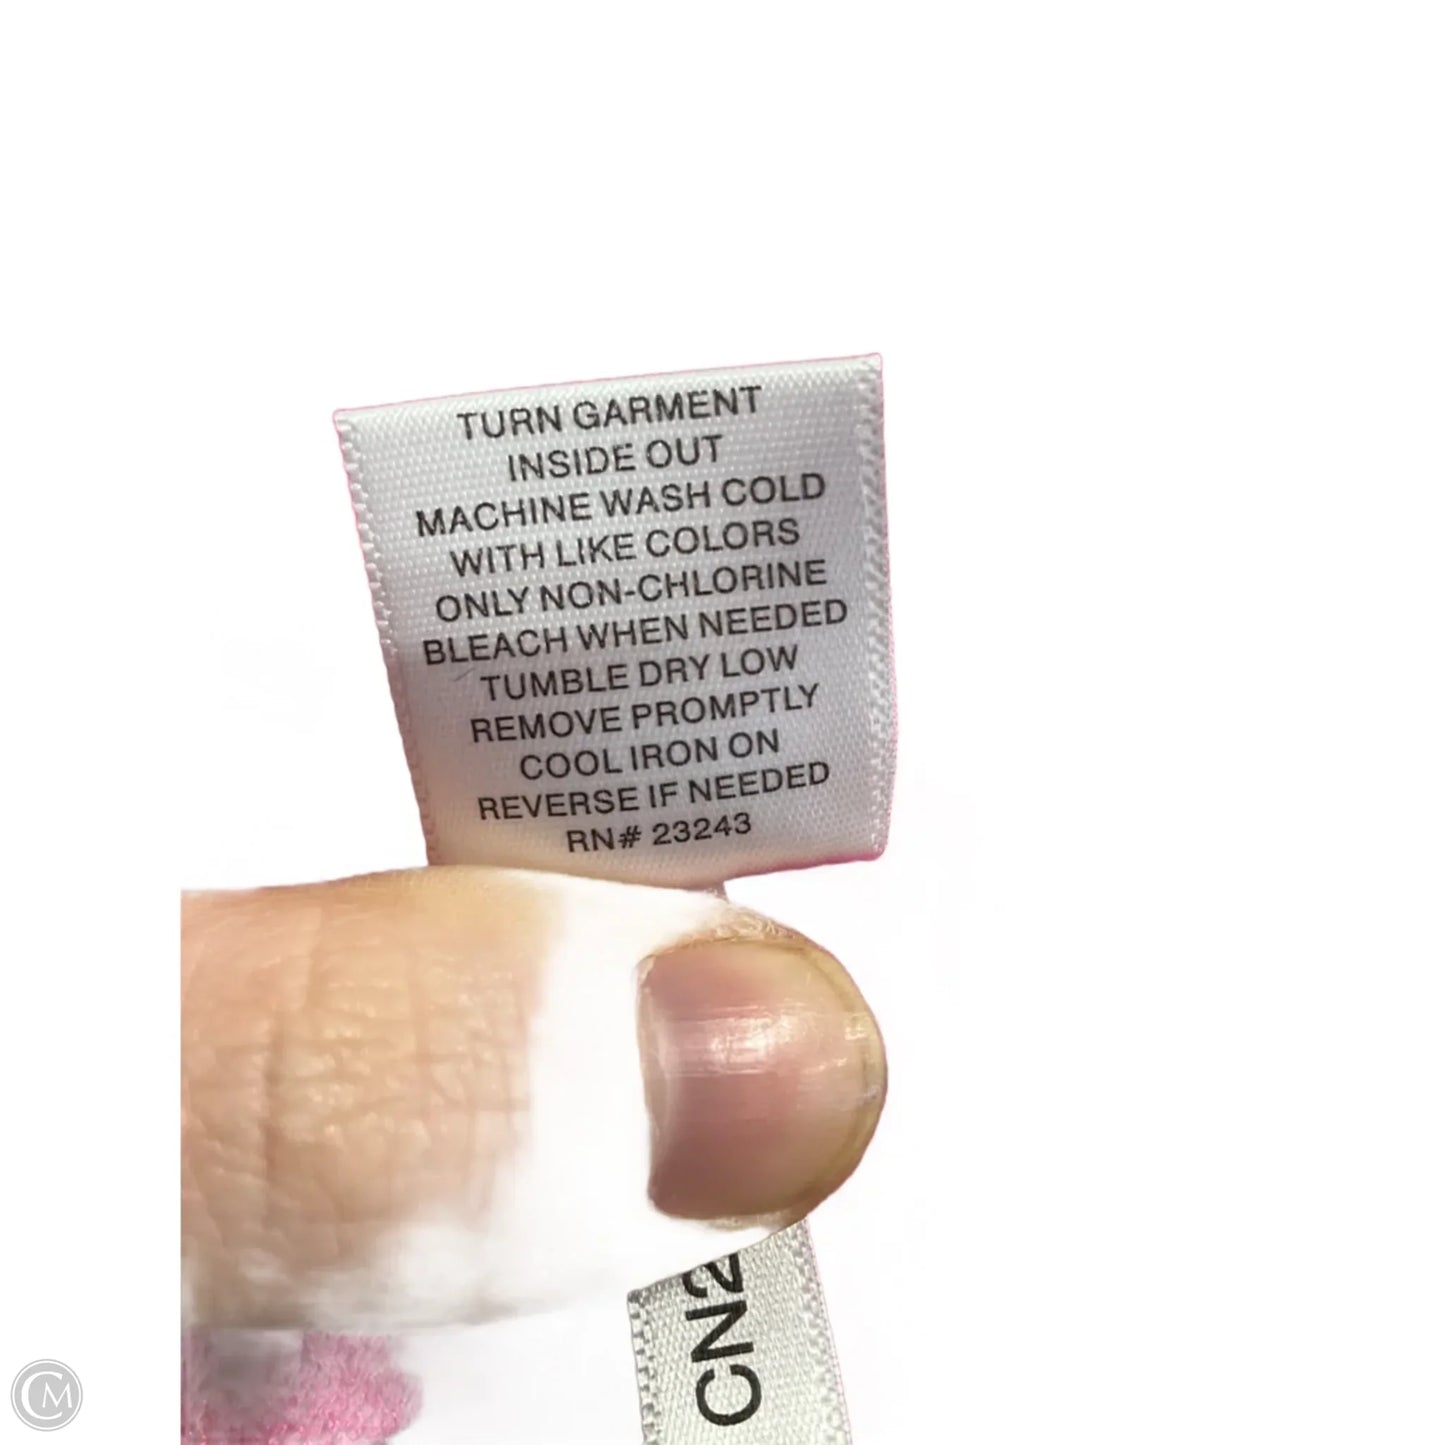 TURN GARMENT
INSIDE OUT
MACHINE WASH COLD
WITH LIKE COLORS
ONLY NON-CHLORINE
BLEACH WHEN NEEDED
TUMBLE DRY LOW
REMOVE PROMPTLY
COOL IRON ON
REVERSE IF NEEDED
RN# 23243
CN2
CM